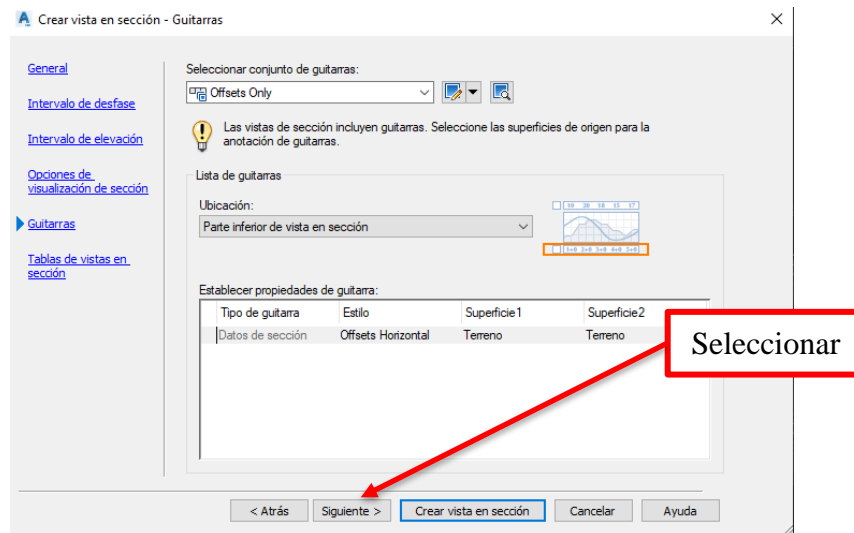 Crear vista en sección - Guitarras
General
Intervalo de desfase
Intervalo de elevación
Opciones de
visualización de sección
Guitarras
Tablas de vistas en
sección
Seleccionar conjunto de guitarras:
Offsets Only
Las vistas de sección incluyen guitarras. Seleccione las superficies de origen para la
anotación de guitarras.
Lista de guitarras
Ubicación:
Parte inferior de vista en sección
Establecer propiedades de guitarra:
Tipo de guitarra Estilo Superficie1 Superficie2
Datos de sección Offsets Horizontal Terreno Terreno
Seleccionar
< Atrás Siguiente > Crear vista en sección Cancelar Ayuda